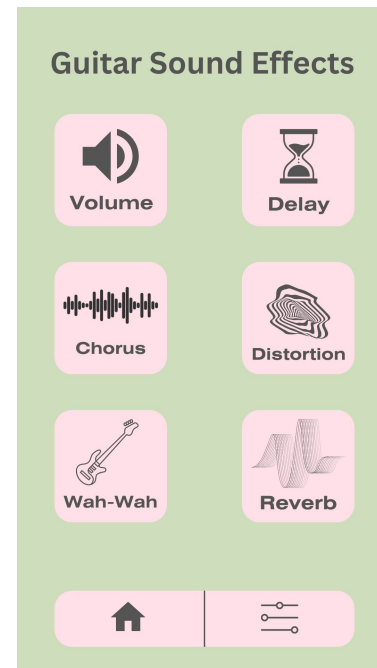 Guitar Sound Effects
Volume
Delay
Chorus
Distortion
Wah-Wah
Reverb